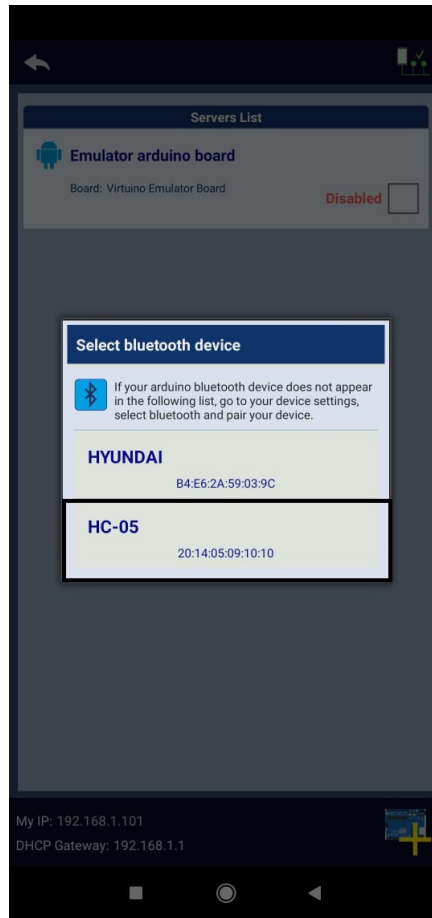 Servers List
Emulator arduino board
Board: Virtuino Emulator Board
Disabled
Select bluetooth device
If your arduino bluetooth device does not appear
in the following list, go to your device settings,
select bluetooth and pair your device.
HYUNDAI
B4:E6:2A:59:03:9C
HC-05
20:14:05:09:10:10
My IP: 192.168.1.101
DHCP Gateway: 192.168.1.1